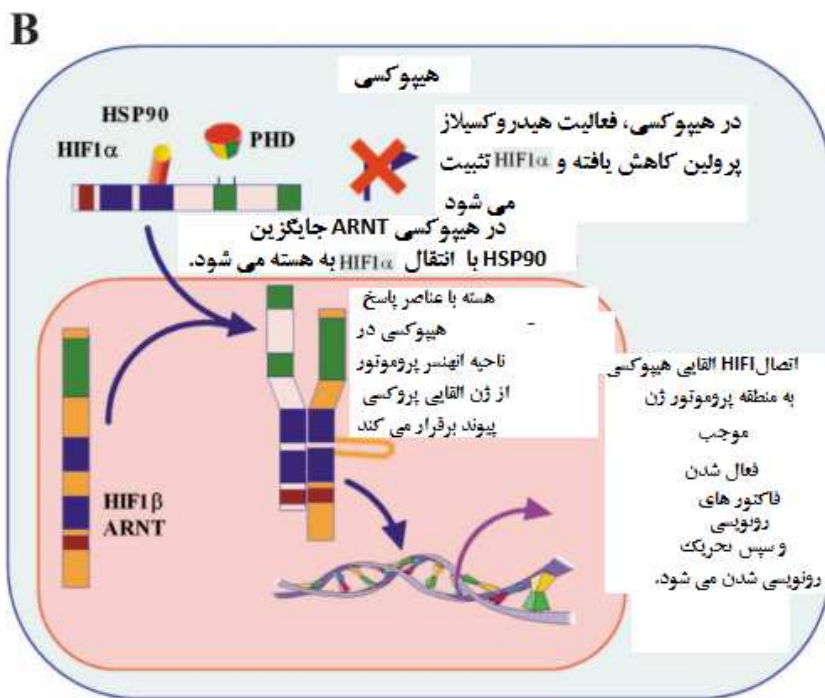 B
هیپوکسی
HSP90
HIF1α
PHD
در هیپوکسی، فعالیت هیدروکسیلاز
پرولین کاهش یافته و HIF1α تثبیت
می شود
در هیپوکسی ARNT جایگزین
HSP90 با انتقال HIF1α به هسته می شود.
هسته با عناصر پاسخ
هیپوکسی در
ناحیه انهنسر پروموتور
از ژن القایی پروکسی
پیوند برقرار می کند
اتصال HIFI القایی هیپوکسی
به منطقه پروموتور ژن
موجب
فعال شدن
فاکتور های
رونویسی
و سپس تحریک
رونویسی شدن می شود.
HIF1β
ARNT